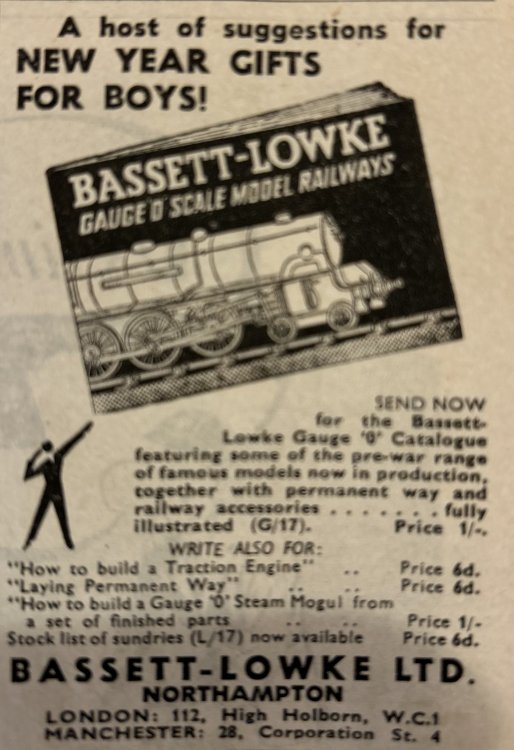 A host of suggestions for
NEW YEAR GIFTS
FOR BOYS!
BASSETT-LOWKE
GAUGE 'O' SCALE MODEL RAILWAYS
SEND NOW
for the Bassett-
Lowke Gauge 'O' Catalogue
featuring some of the pre-war range
of famous models now in production,
together with permanent way and
railway accessories . . . . . . . fully
illustrated (G/17). Price 1/-.
WRITE ALSO FOR:
"How to build a Traction Engine" .. Price 6d.
"Laying Permanent Way" .. .. Price 6d.
"How to build a Gauge 'O' Steam Mogul from
a set of finished parts .. .. Price 1/-
Stock list of sundries (L/17) now available Price 6d.
BASSETT-LOWKE LTD.
NORTHAMPTON
LONDON: 112, High Holborn, W.C.1
MANCHESTER: 28, Corporation St. 4